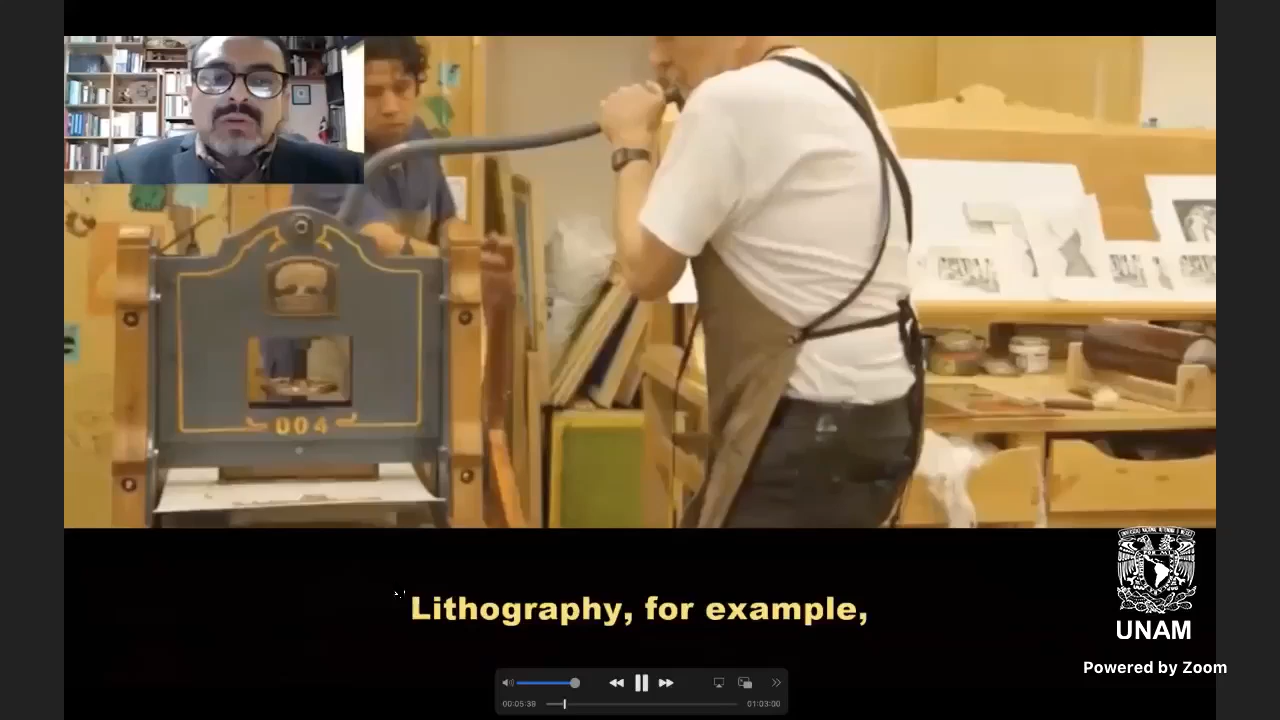 004
Lithography, for example,
UNAM
Powered by Zoom
00:05:39
01:03:00